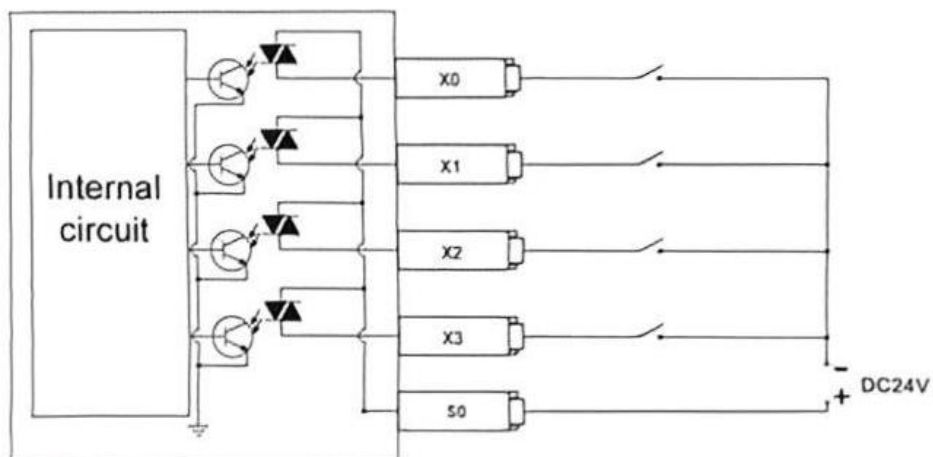 Internal
circuit
X0
X1
X2
X3
S0
-
+
DC24V